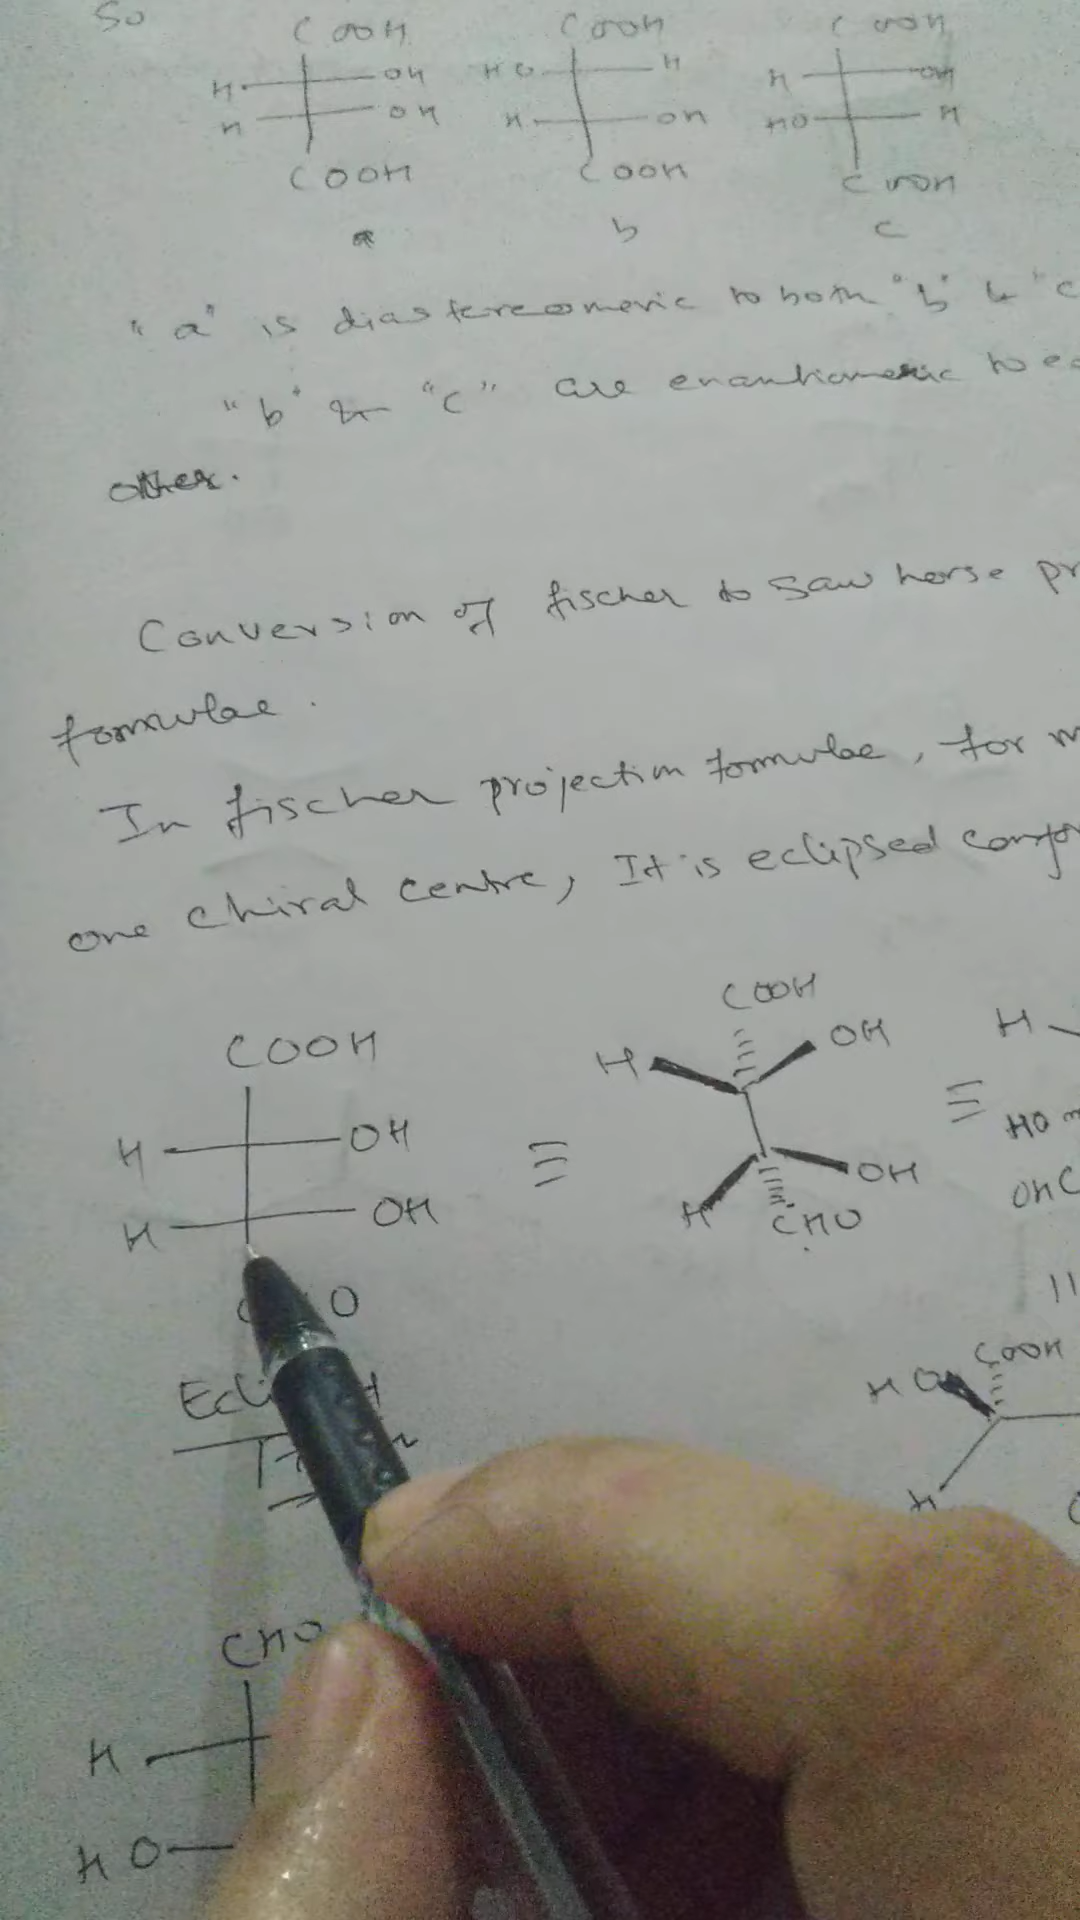 So
COOH COOH COOH
H OH HO H H OH
H OH H OH HO H
COOH COOH COOH
a b c
"a" is diastereomeric to both "b" & "c
"b" & "c" are enantiomeric to
other.
Conversion of fischer to saw horse pr
formulae.
In fischer projection formulae, for m
one chiral centre, It is eclipsed confor
COOH
H OH
H OH
≡
COOH
H OH
H OH
CHO
≡
H
HO
OHC
O
COOH
HO
H
CHO
H
HO